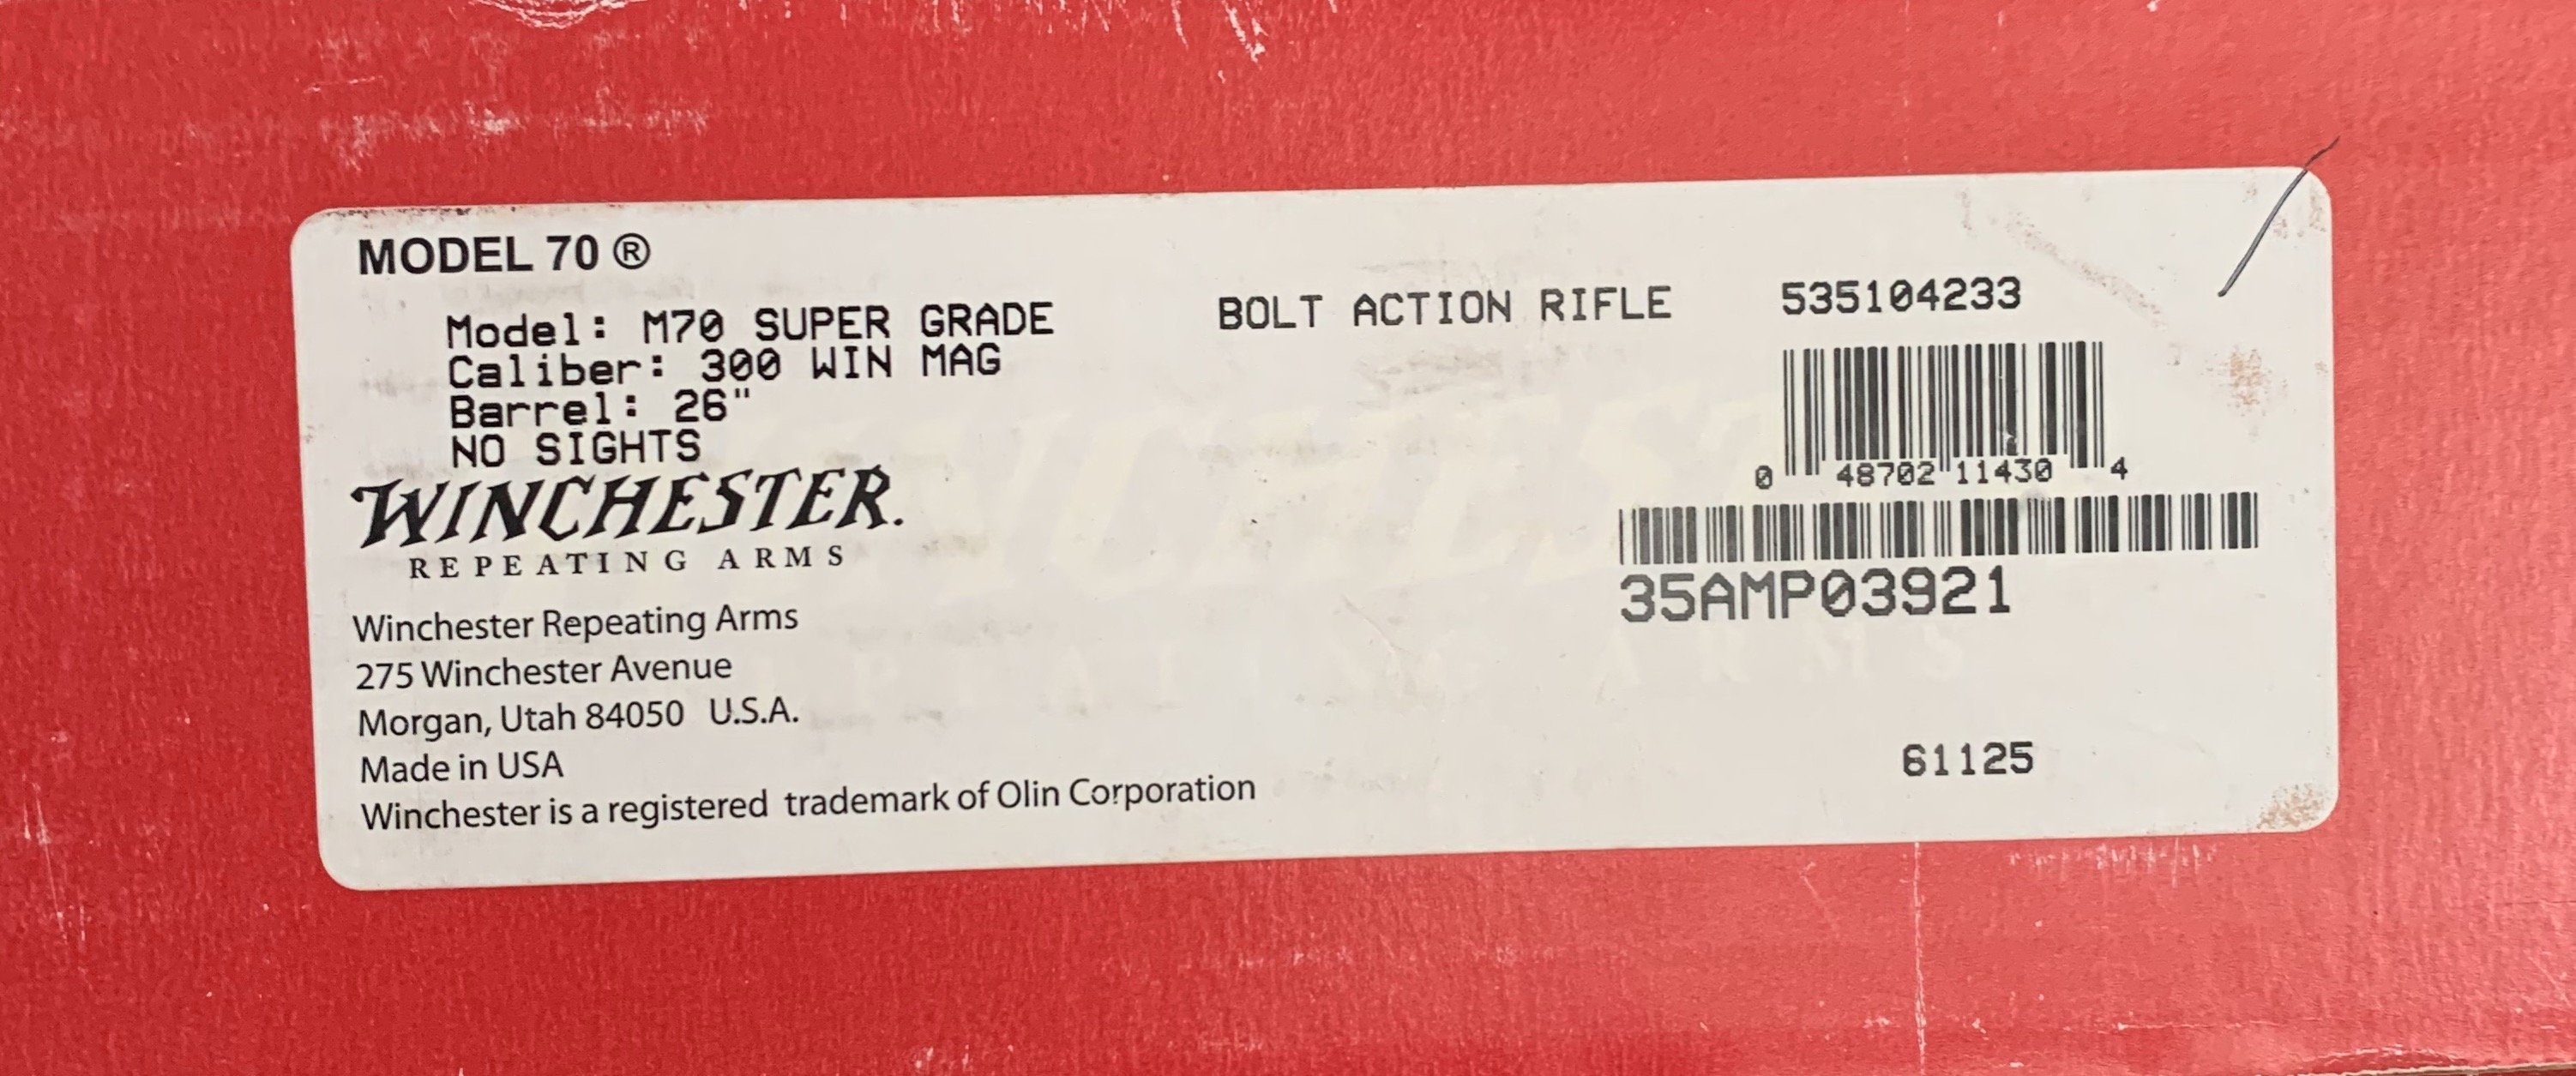 MODEL 70 ®
Model: M70 SUPER GRADE
Caliber: 300 WIN MAG
Barrel: 26"
NO SIGHTS
WINCHESTER.
REPEATING ARMS
Winchester Repeating Arms
275 Winchester Avenue
Morgan, Utah 84050 U.S.A.
Made in USA
Winchester is a registered trademark of Olin Corporation
BOLT ACTION RIFLE
535104233
0 48702 11430 4
35AMP03921
61125